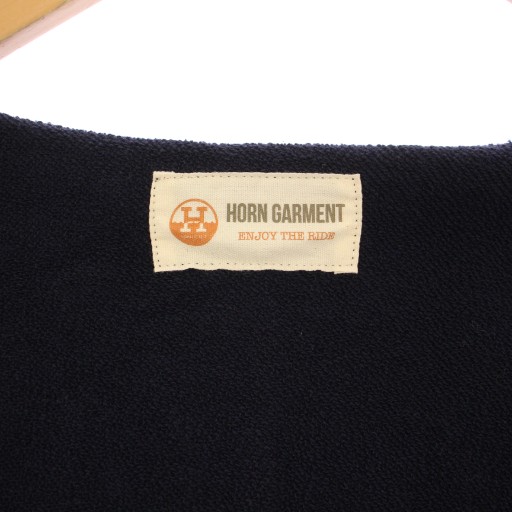 H
HORN GARMENT
ENJOY THE RIDE